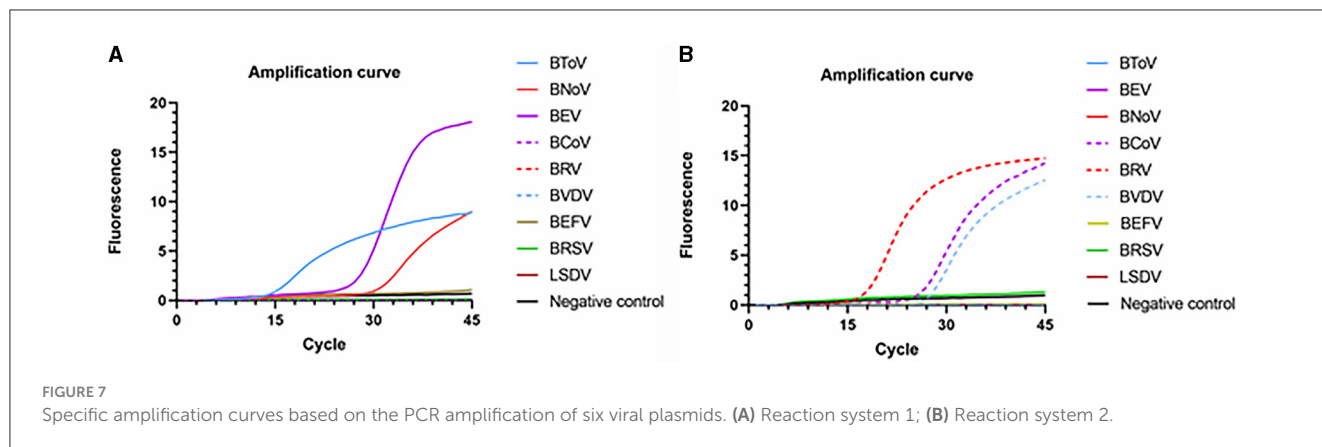 A
Amplification curve
20
15
10
5
0
Fluorescence
0 15 30 45
Cycle
BToV
BNoV
BEV
BCoV
BRV
BVDV
BEFV
BRSV
LSDV
Negative control
B
Amplification curve
20
15
10
5
0
Fluorescence
0 15 30 45
Cycle
BToV
BEV
BNoV
BCoV
BRV
BVDV
BEFV
BRSV
LSDV
Negative control
FIGURE 7
Specific amplification curves based on the PCR amplification of six viral plasmids. (A) Reaction system 1; (B) Reaction system 2.